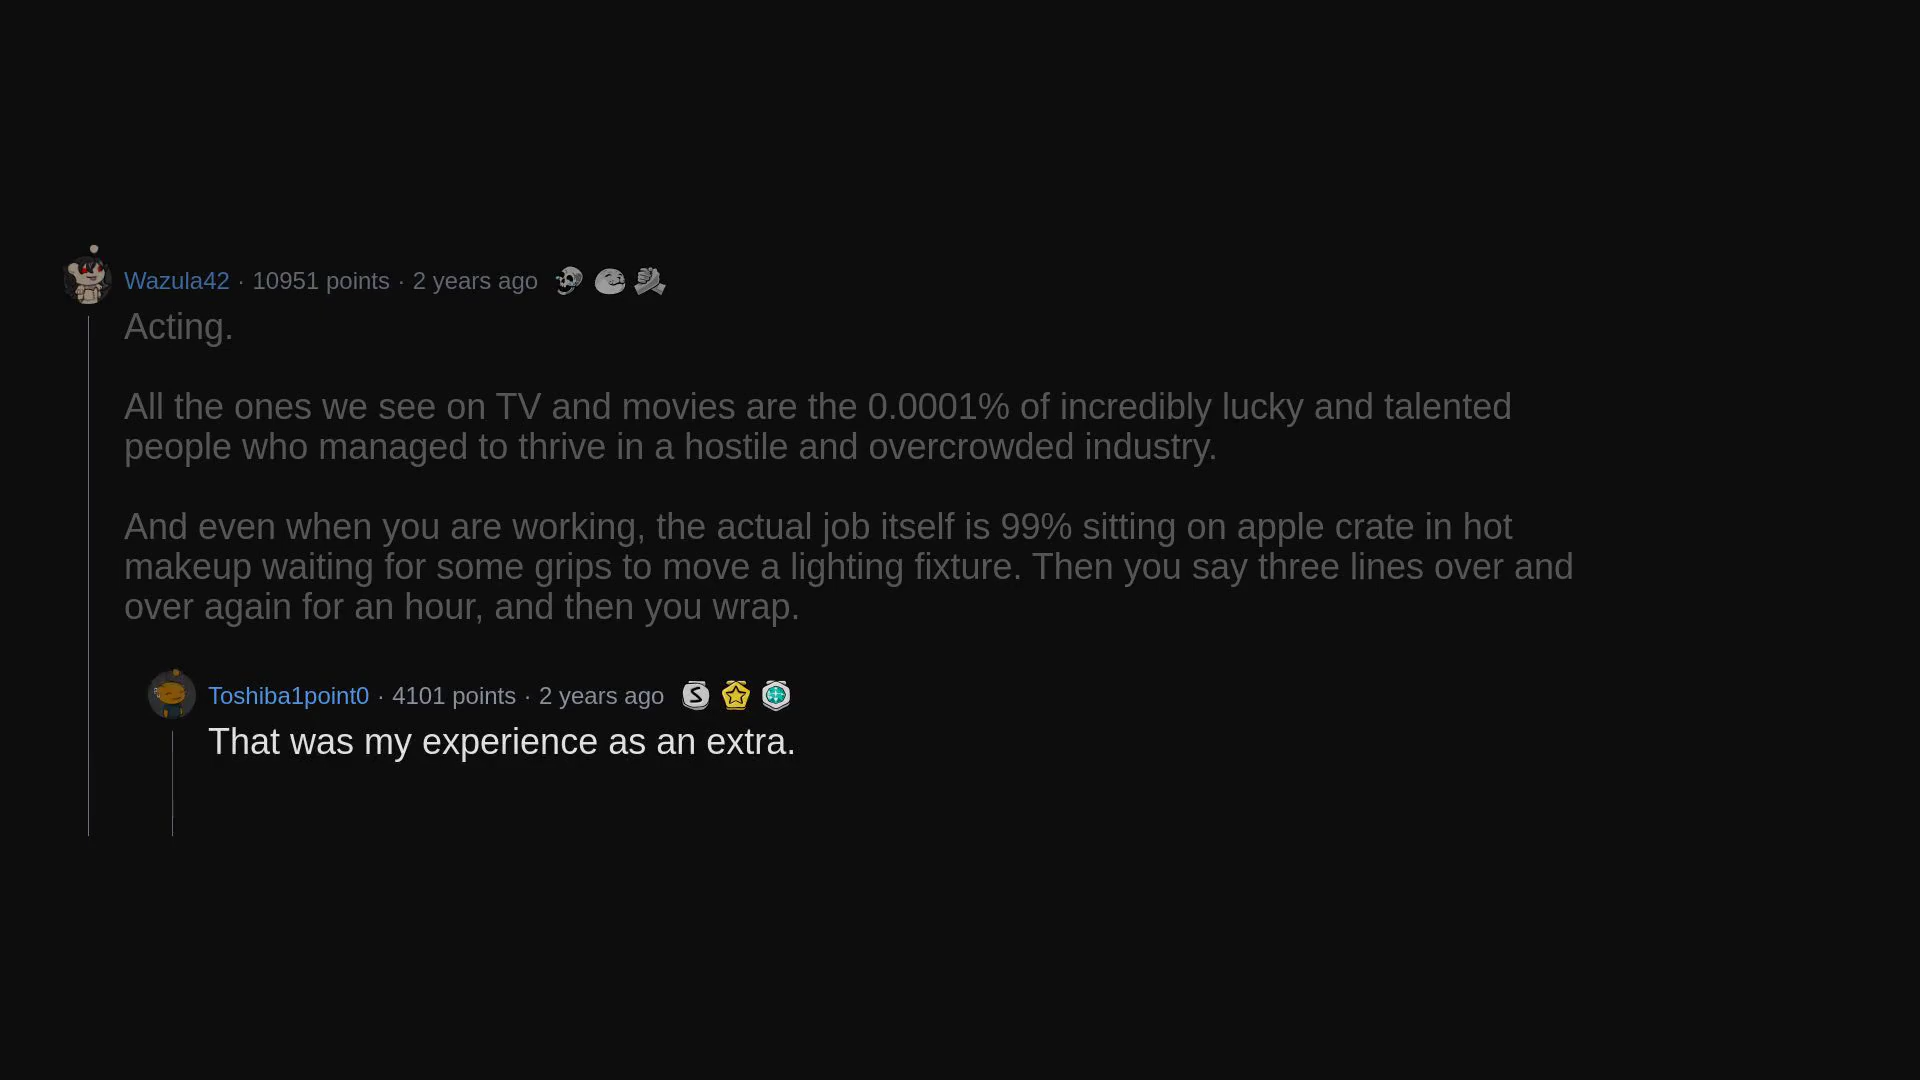 Wazula42 · 10951 points · 2 years ago
Acting.
All the ones we see on TV and movies are the 0.0001% of incredibly lucky and talented
people who managed to thrive in a hostile and overcrowded industry.
And even when you are working, the actual job itself is 99% sitting on apple crate in hot
makeup waiting for some grips to move a lighting fixture. Then you say three lines over and
over again for an hour, and then you wrap.
Toshiba1point0 · 4101 points · 2 years ago
That was my experience as an extra.